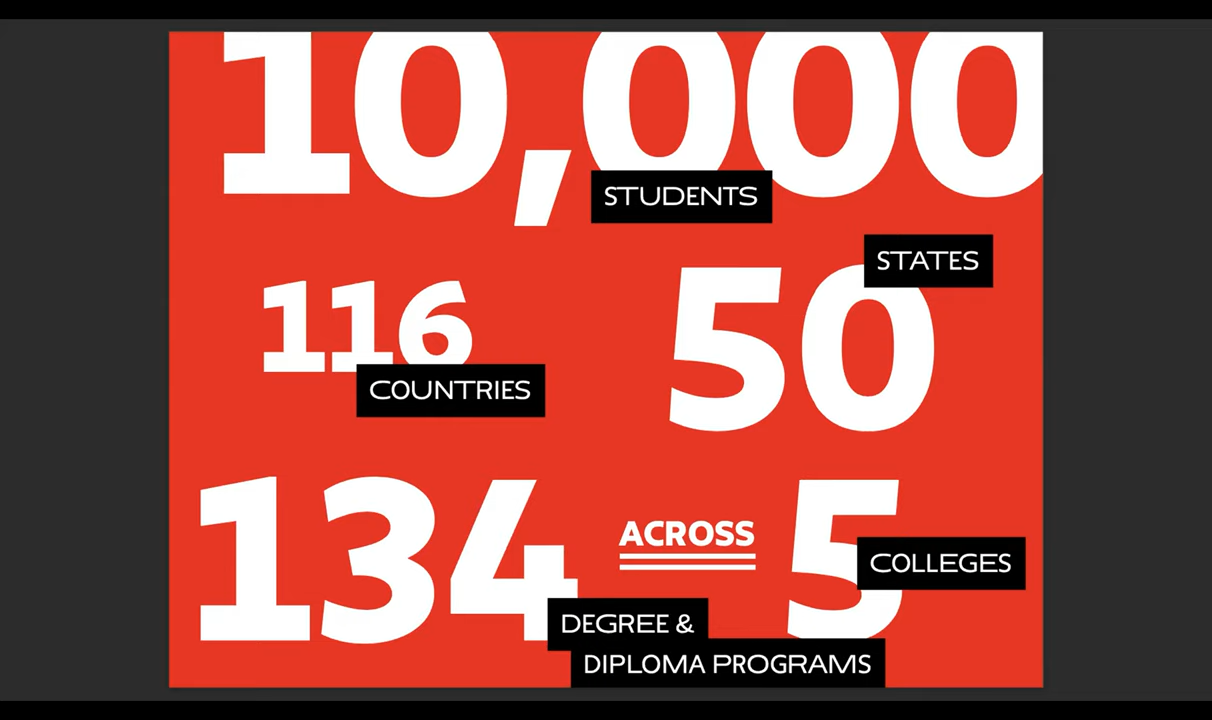 10,000
STUDENTS
116
COUNTRIES
50
STATES
134
DEGREE &
DIPLOMA PROGRAMS
ACROSS
5
COLLEGES